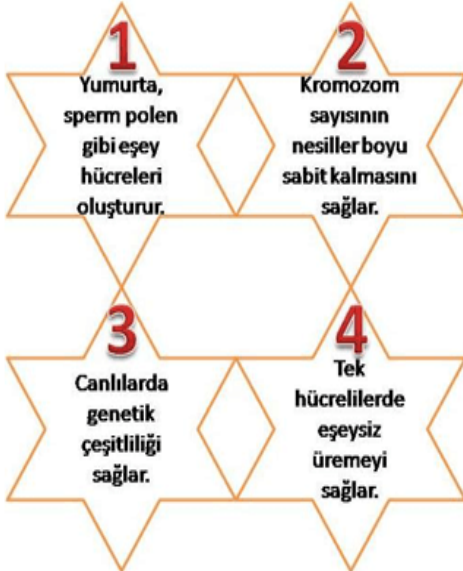 1
Yumurta,
sperm polen
gibi eşey
hücreleri
oluşturur.
2
Kromozom
sayısının
nesiller boyu
sabit kalmasını
sağlar.
3
Canlılarda
genetik
çeşitliliği
sağlar.
4
Tek
hücrelilerde
eşeysiz
üremeyi
sağlar.